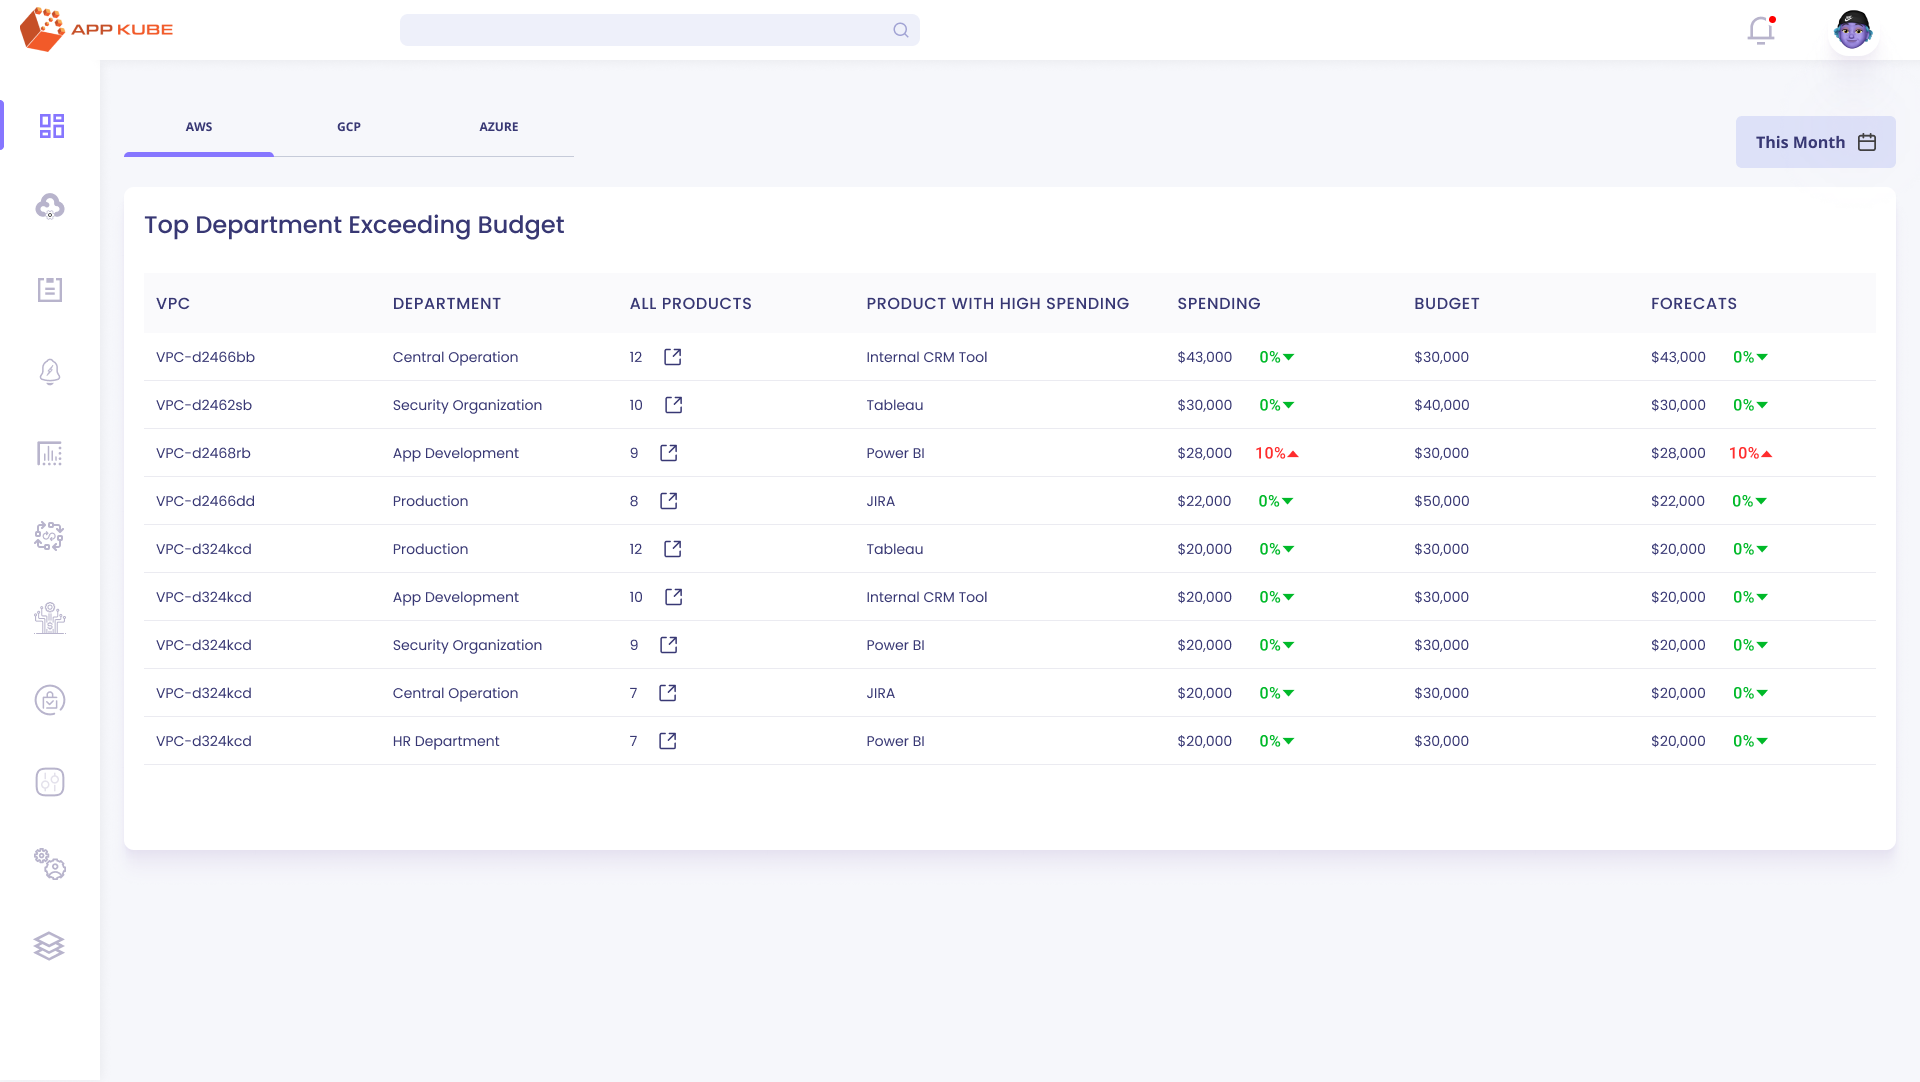 APP KUBE
AWS GCP AZURE
This Month
Top Department Exceeding Budget
VPC DEPARTMENT ALL PRODUCTS PRODUCT WITH HIGH SPENDING SPENDING BUDGET FORECATS
VPC-d2466bb Central Operation 12 Internal CRM Tool $43,000 0% $30,000 $43,000 0%
VPC-d2462sb Security Organization 10 Tableau $30,000 0% $40,000 $30,000 0%
VPC-d2468rb App Development 9 Power BI $28,000 10% $30,000 $28,000 10%
VPC-d2466dd Production 8 JIRA $22,000 0% $50,000 $22,000 0%
VPC-d324kcd Production 12 Tableau $20,000 0% $30,000 $20,000 0%
VPC-d324kcd App Development 10 Internal CRM Tool $20,000 0% $30,000 $20,000 0%
VPC-d324kcd Security Organization 9 Power BI $20,000 0% $30,000 $20,000 0%
VPC-d324kcd Central Operation 7 JIRA $20,000 0% $30,000 $20,000 0%
VPC-d324kcd HR Department 7 Power BI $20,000 0% $30,000 $20,000 0%